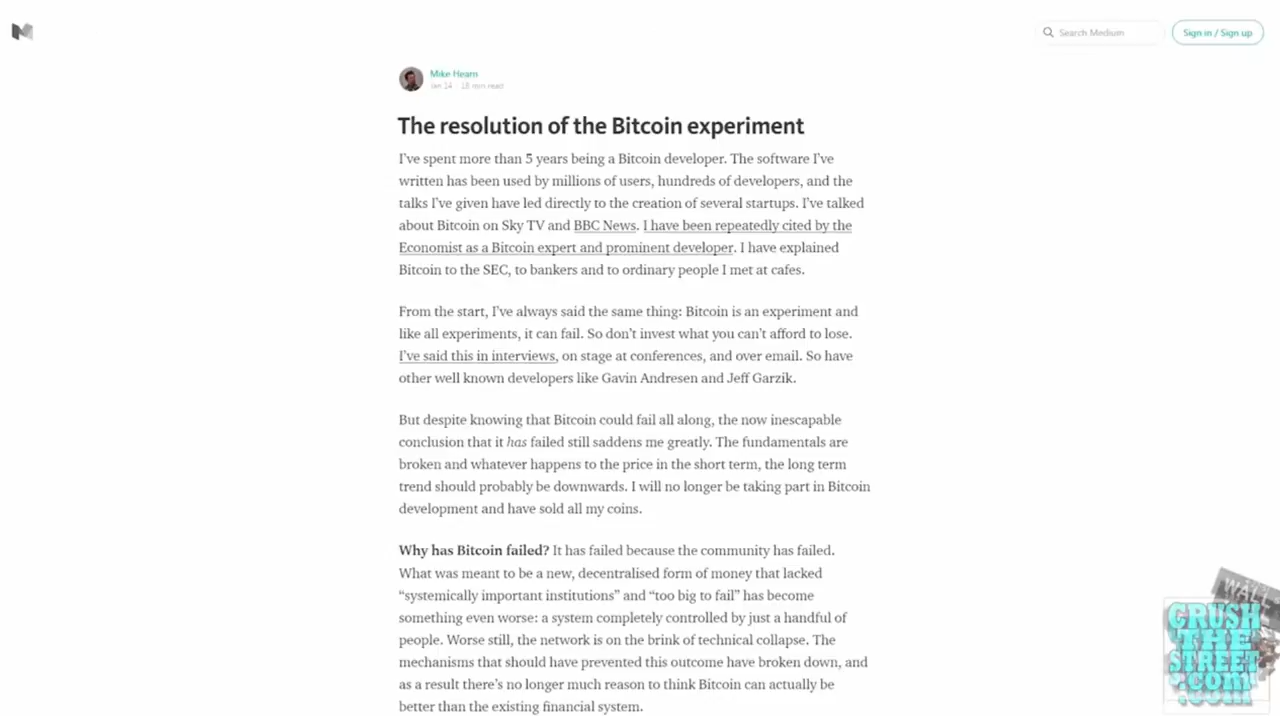 Search Medium
Sign in / Sign up
Mike Hearn
Jan 14 · 18 min read
The resolution of the Bitcoin experiment
I've spent more than 5 years being a Bitcoin developer. The software I've
written has been used by millions of users, hundreds of developers, and the
talks I've given have led directly to the creation of several startups. I've talked
about Bitcoin on Sky TV and BBC News. I have been repeatedly cited by the
Economist as a Bitcoin expert and prominent developer. I have explained
Bitcoin to the SEC, to bankers and to ordinary people I met at cafes.
From the start, I've always said the same thing: Bitcoin is an experiment and
like all experiments, it can fail. So don't invest what you can't afford to lose.
I've said this in interviews, on stage at conferences, and over email. So have
other well known developers like Gavin Andresen and Jeff Garzik.
But despite knowing that Bitcoin could fail all along, the now inescapable
conclusion that it has failed still saddens me greatly. The fundamentals are
broken and whatever happens to the price in the short term, the long term
trend should probably be downwards. I will no longer be taking part in Bitcoin
development and have sold all my coins.
Why has Bitcoin failed? It has failed because the community has failed.
What was meant to be a new, decentralised form of money that lacked
“systemically important institutions” and “too big to fail” has become
something even worse: a system completely controlled by just a handful of
people. Worse still, the network is on the brink of technical collapse. The
mechanisms that should have prevented this outcome have broken down, and
as a result there's no longer much reason to think Bitcoin can actually be
better than the existing financial system.
WALL
CRUSH
THE
STREET
.com